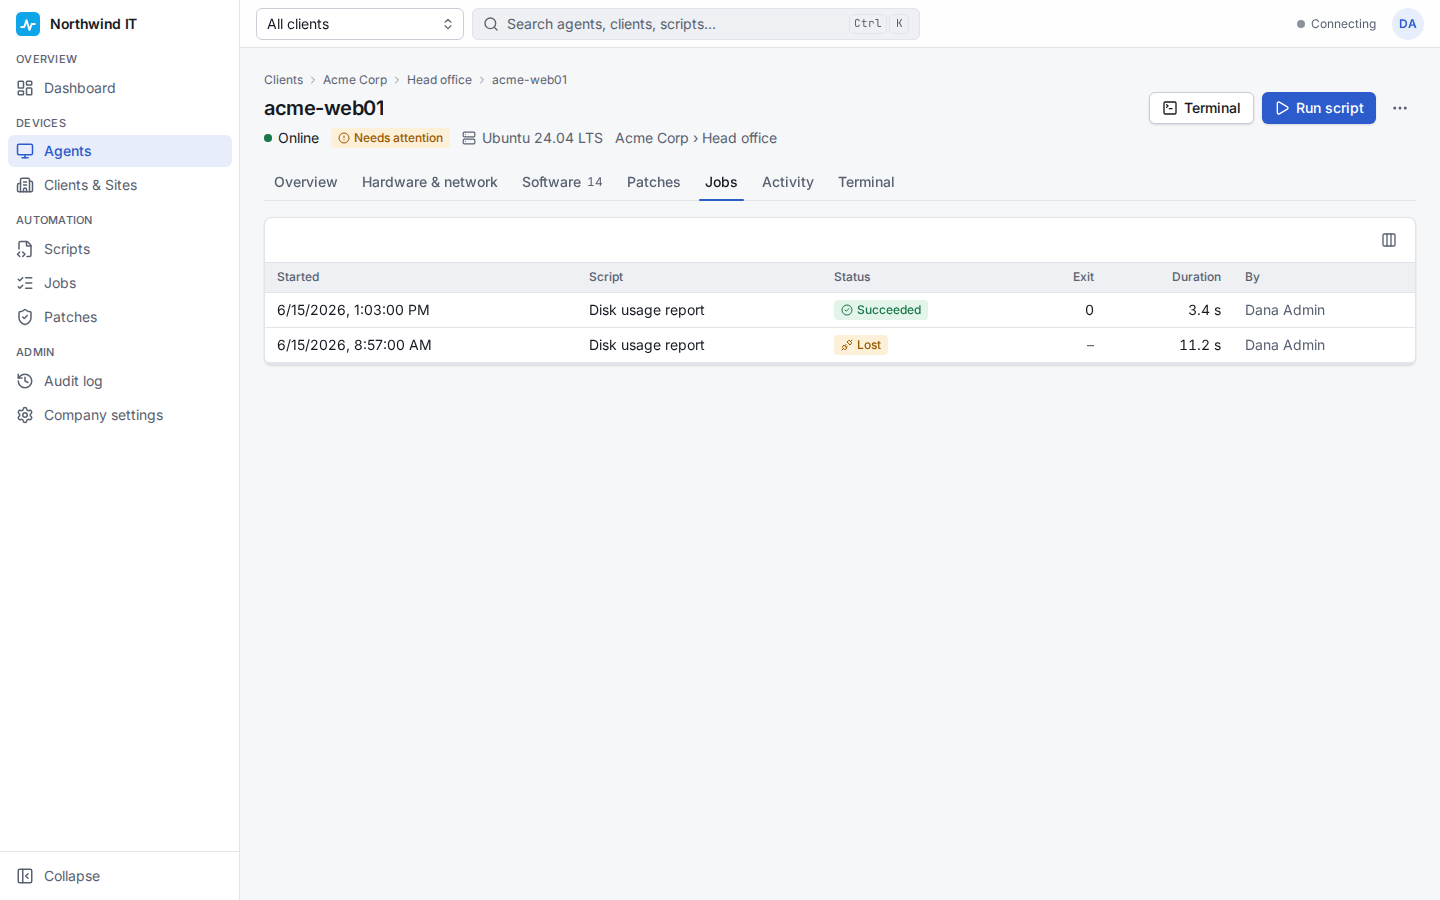 Northwind IT
OVERVIEW
Dashboard
DEVICES
Agents
Clients & Sites
AUTOMATION
Scripts
Jobs
Patches
ADMIN
Audit log
Company settings
Collapse
All clients
Search agents, clients, scripts... Ctrl K
Connecting
DA
Clients > Acme Corp > Head office > acme-web01
acme-web01
Terminal
Run script
Online Needs attention Ubuntu 24.04 LTS Acme Corp › Head office
Overview Hardware & network Software 14 Patches Jobs Activity Terminal
Started Script Status Exit Duration By
6/15/2026, 1:03:00 PM Disk usage report Succeeded 0 3.4 s Dana Admin
6/15/2026, 8:57:00 AM Disk usage report Lost – 11.2 s Dana Admin